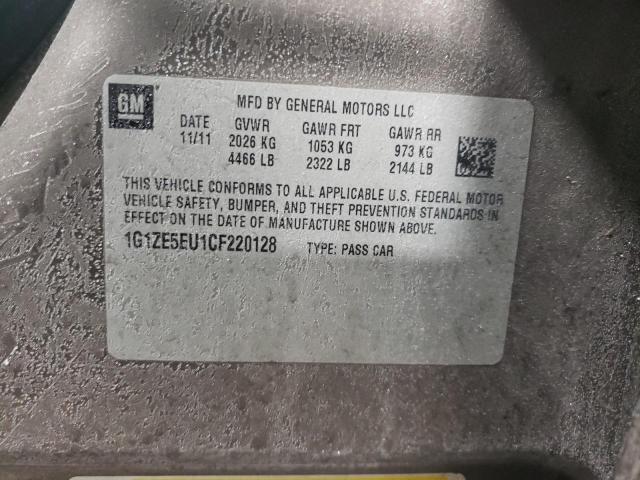 GM
MFD BY GENERAL MOTORS LLC
DATE GVWR GAWR FRT GAWR RR
11/11 2026 KG 1053 KG 973 KG
4466 LB 2322 LB 2144 LB
THIS VEHICLE CONFORMS TO ALL APPLICABLE U.S. FEDERAL MOTOR
VEHICLE SAFETY, BUMPER, AND THEFT PREVENTION STANDARDS IN
EFFECT ON THE DATE OF MANUFACTURE SHOWN ABOVE.
1G1ZE5EU1CF220128 TYPE: PASS CAR